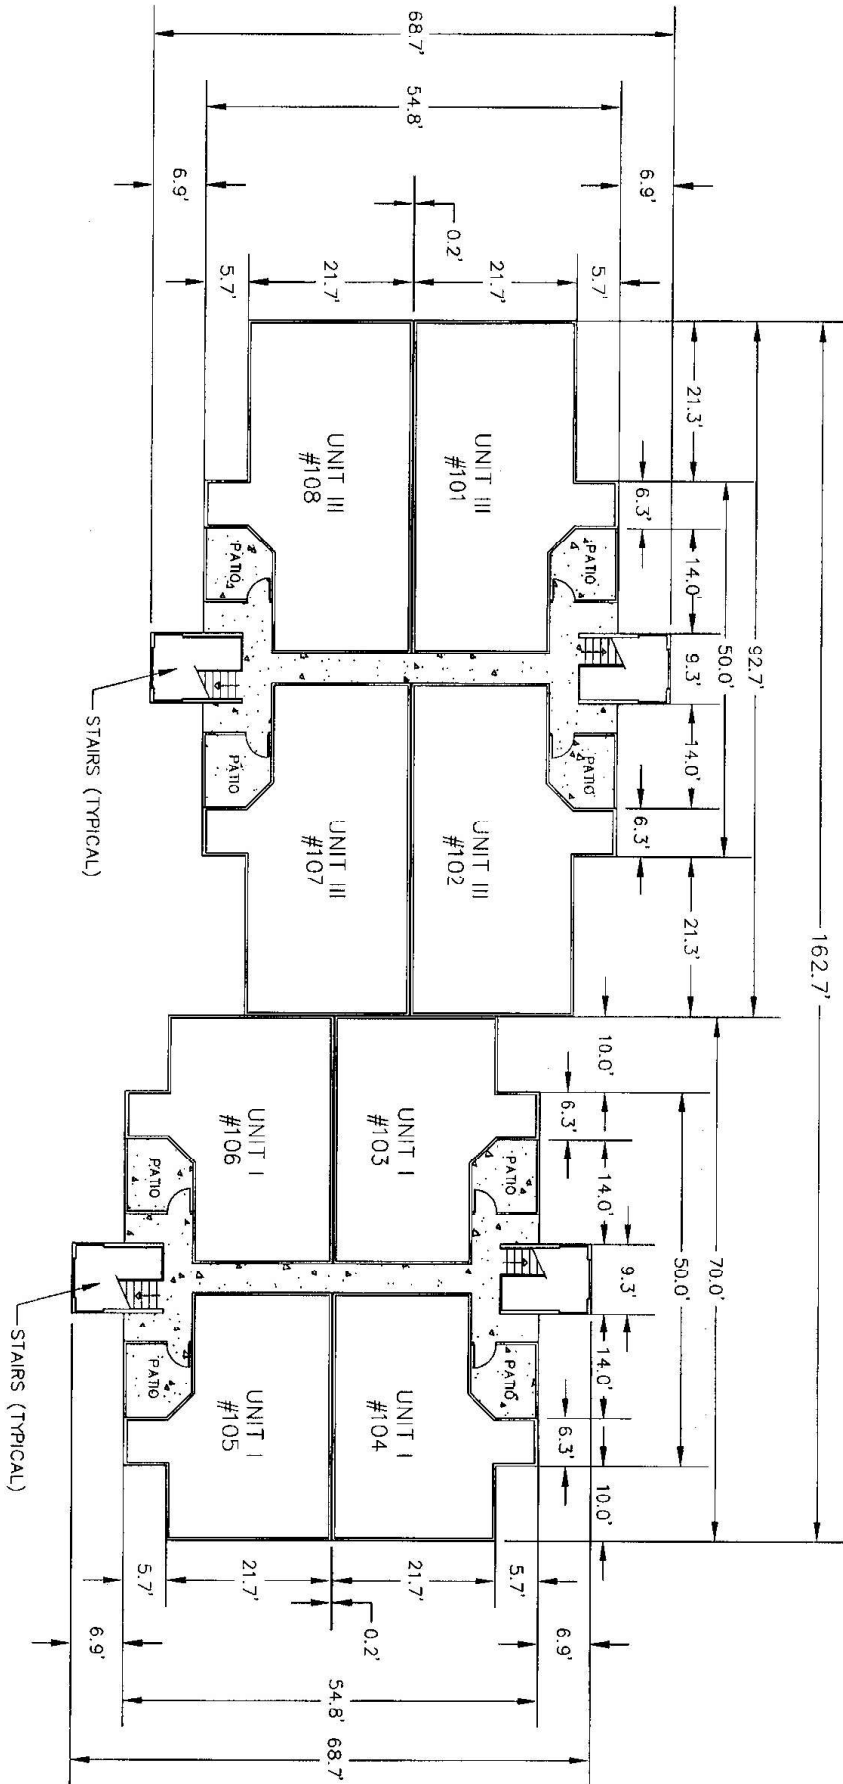 162.7'
92.7'
70.0'
50.0'
50.0'
21.3'
6.3'
14.0'
9.3'
14.0'
6.3'
21.3'
10.0'
6.3'
14.0'
9.3'
14.0'
6.3'
10.0'
68.7'
54.8'
6.9'
6.9'
0.2'
5.7'
21.7'
21.7'
5.7'
UNIT III
#101
UNIT III
#108
UNIT III
#102
UNIT III
#107
PATIO
PATIO
PATIO
PATIO
STAIRS (TYPICAL)
UNIT I
#103
UNIT I
#106
UNIT I
#104
UNIT I
#105
PATIO
PATIO
PATIO
PATIO
STAIRS (TYPICAL)
5.7'
21.7'
21.7'
5.7'
0.2'
6.9'
6.9'
54.8'
68.7'